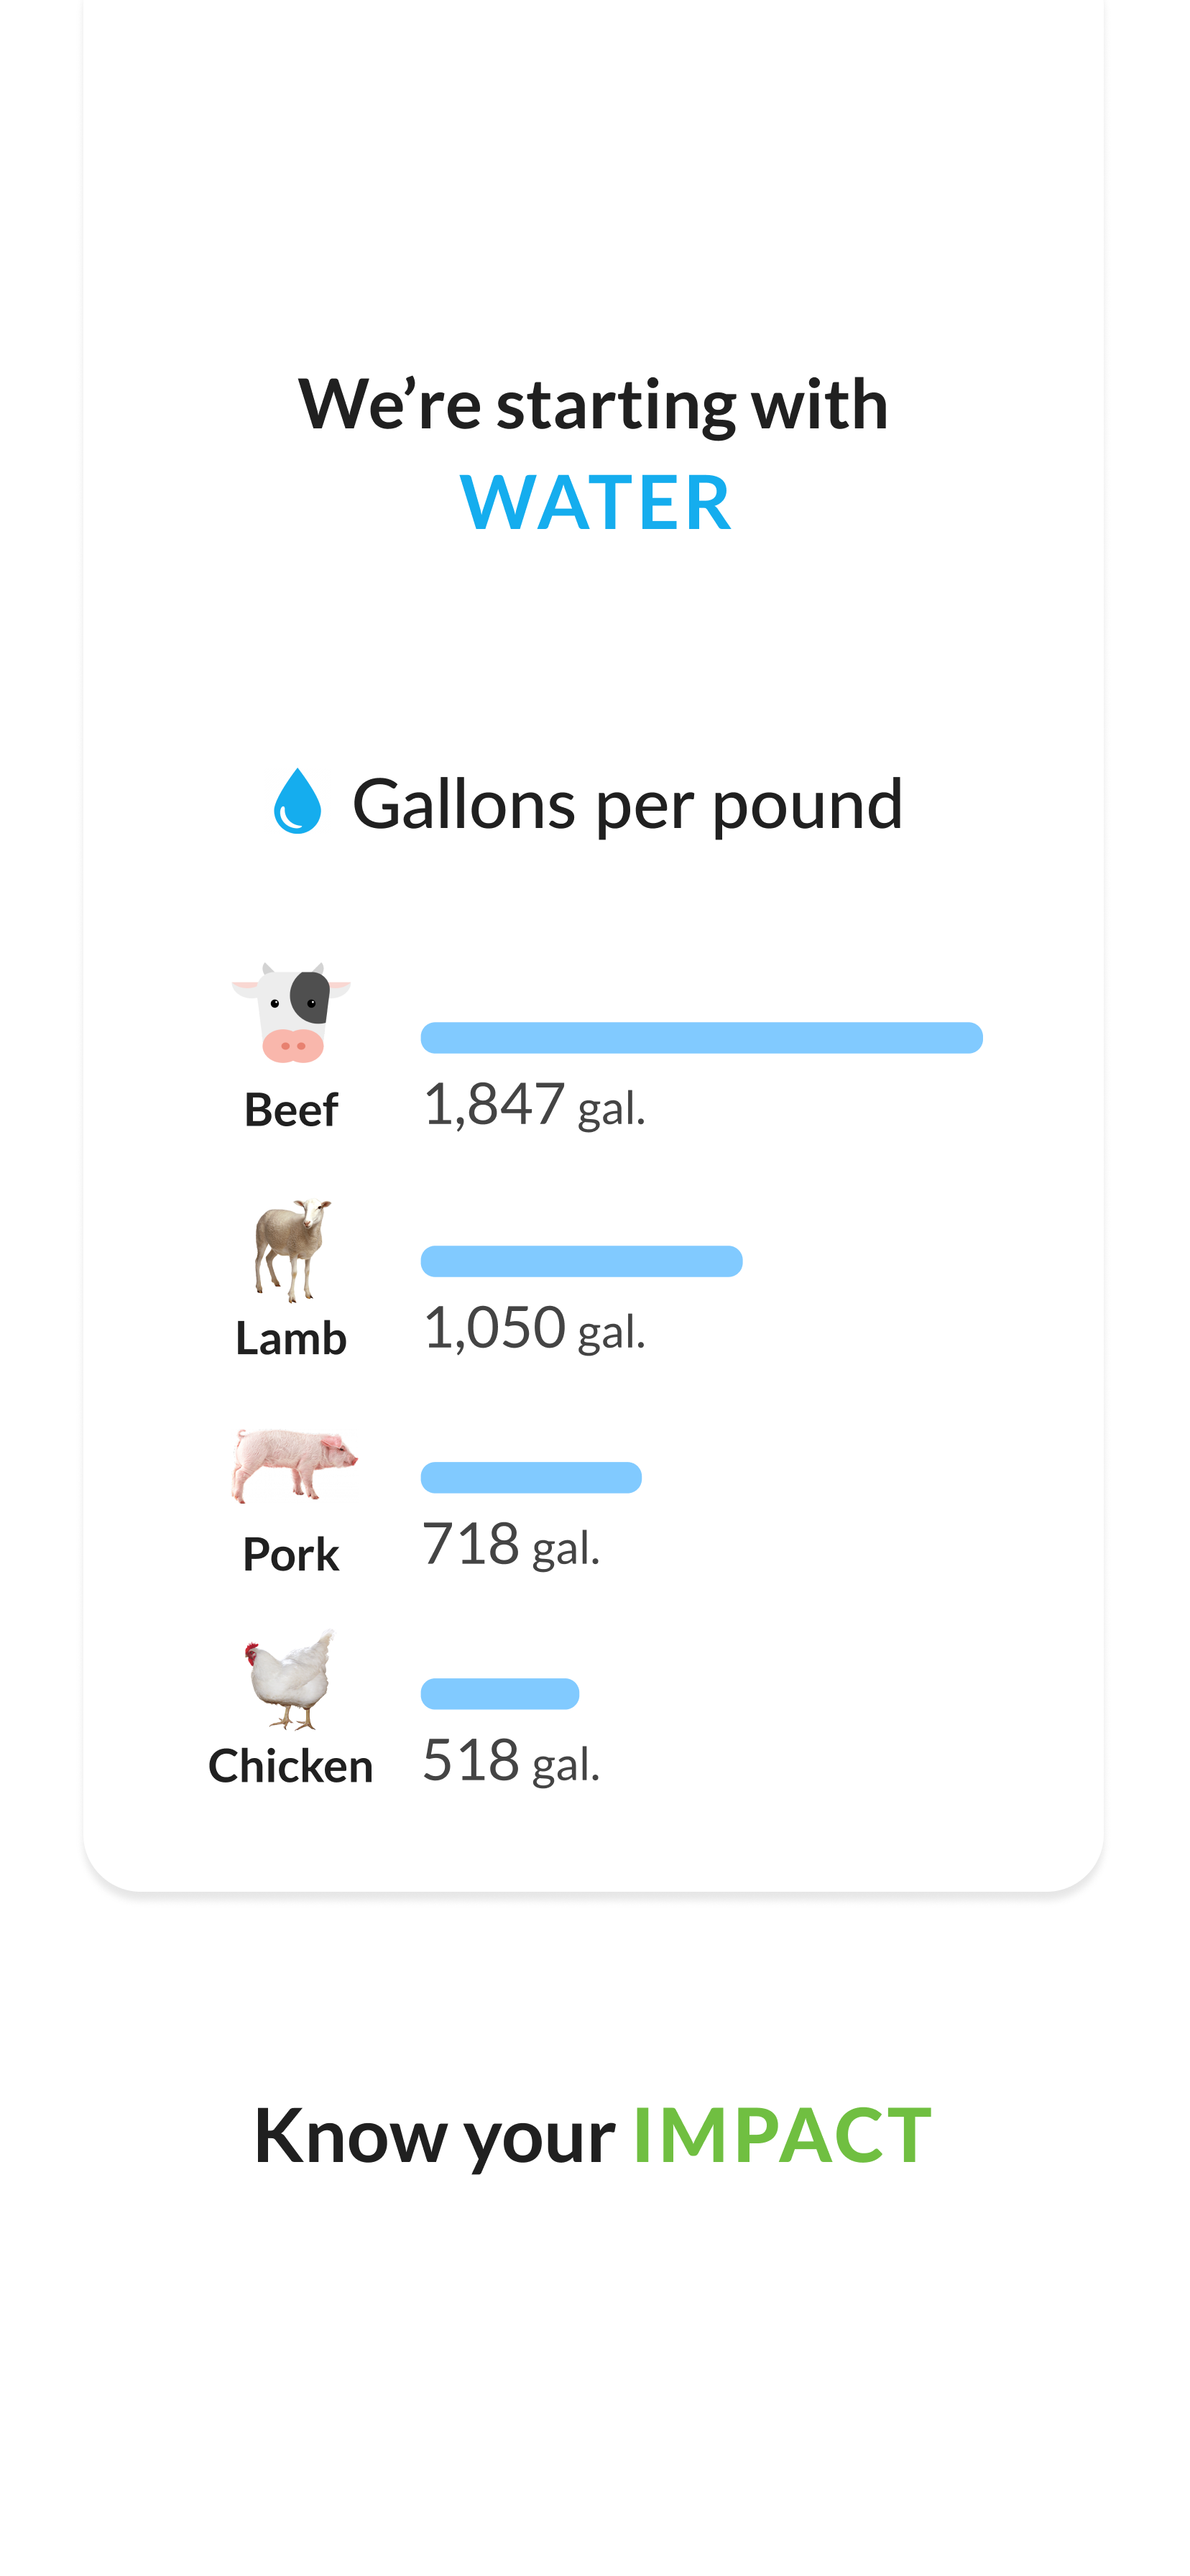 We’re starting with
WATER
Gallons per pound
Beef
1,847 gal.
Lamb
1,050 gal.
Pork
718 gal.
Chicken
518 gal.
Know your IMPACT